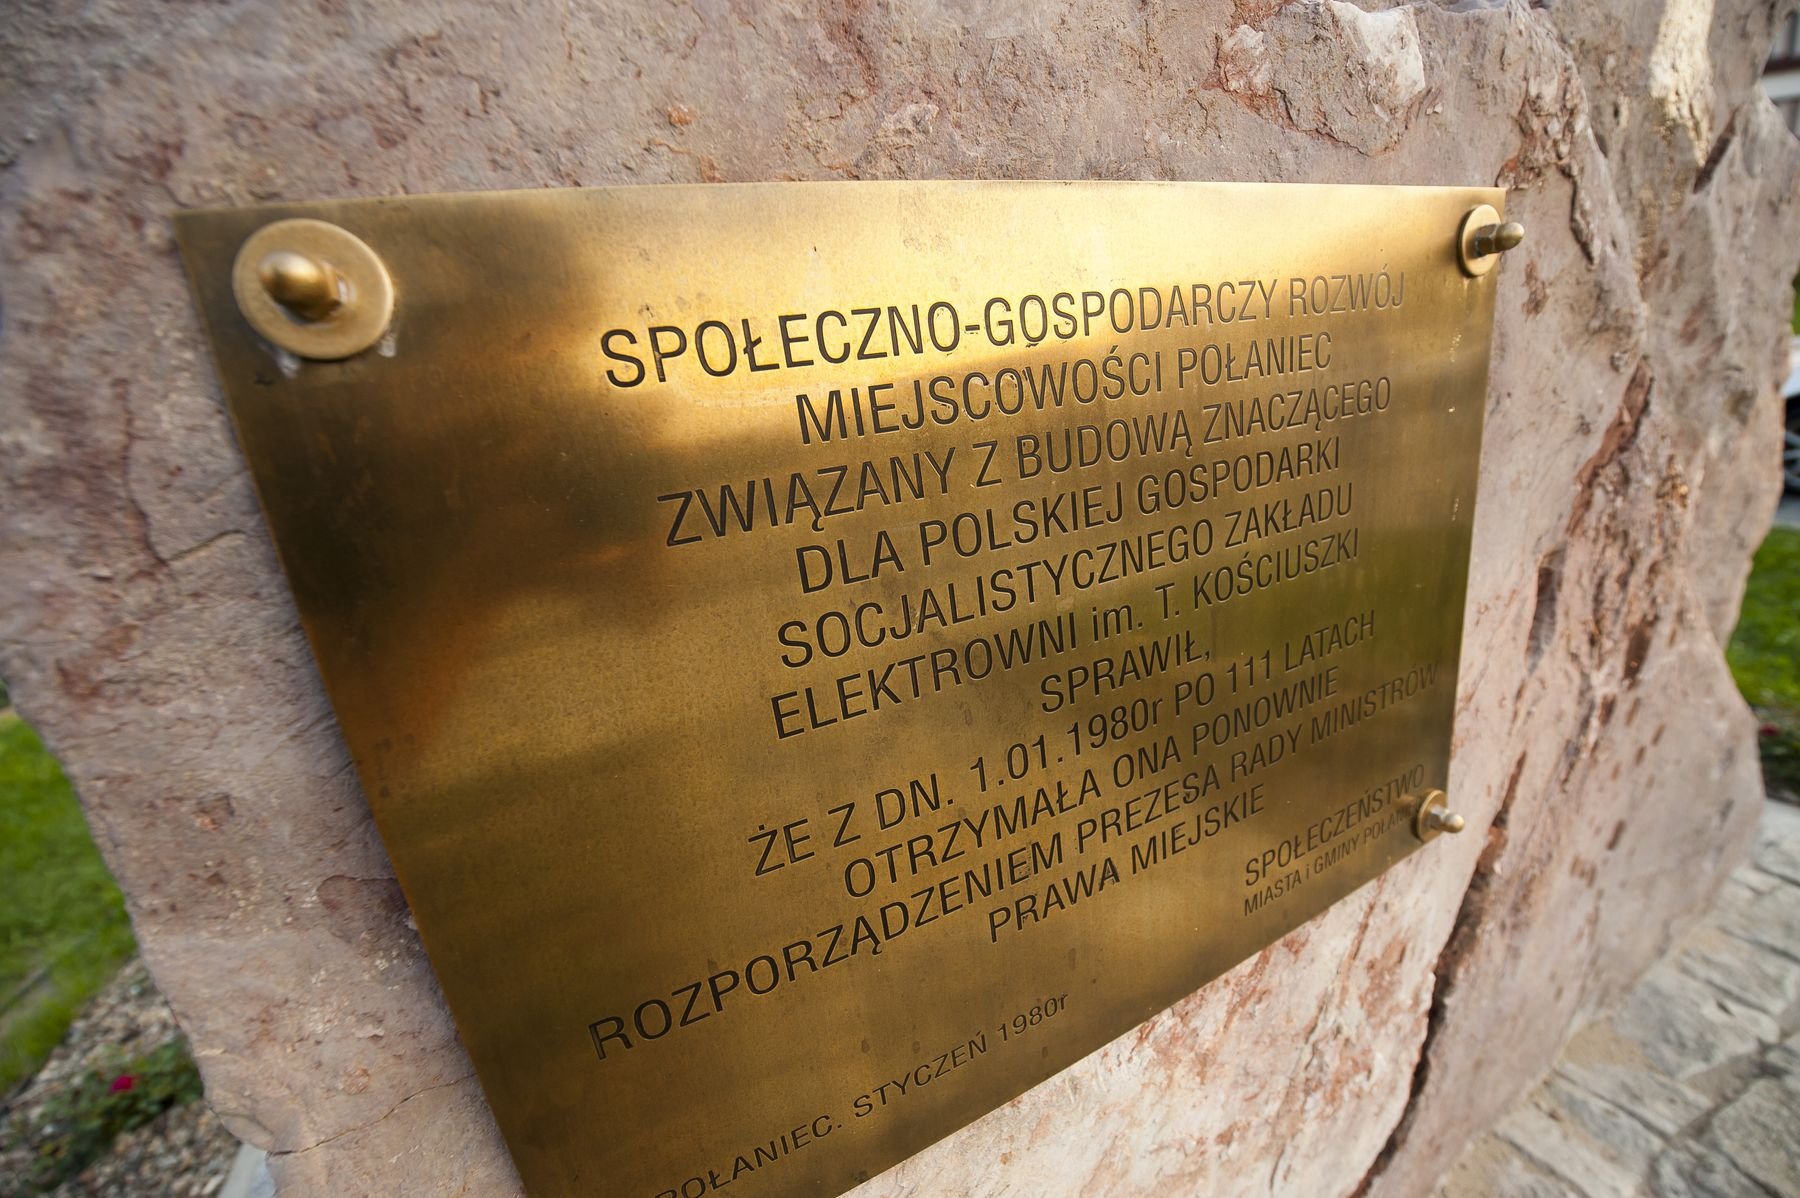 SPOŁECZNO-GOSPODARCZY ROZWÓJ
MIEJSCOWOŚCI POŁANIEC
ZWIĄZANY Z BUDOWĄ ZNACZĄCEGO
DLA POLSKIEJ GOSPODARKI
SOCJALISTYCZNEGO ZAKŁADU
ELEKTROWNI im. T. KOŚCIUSZKI
SPRAWIŁ,
ŻE Z DN. 1.01.1980r PO 111 LATACH
OTRZYMAŁA ONA PONOWNIE
ROZPORZĄDZENIEM PREZESA RADY MINISTRÓW
PRAWA MIEJSKIE
SPOŁECZEŃSTWO
MIASTA i GMINY POŁANIEC
POŁANIEC. STYCZEŃ 1980r